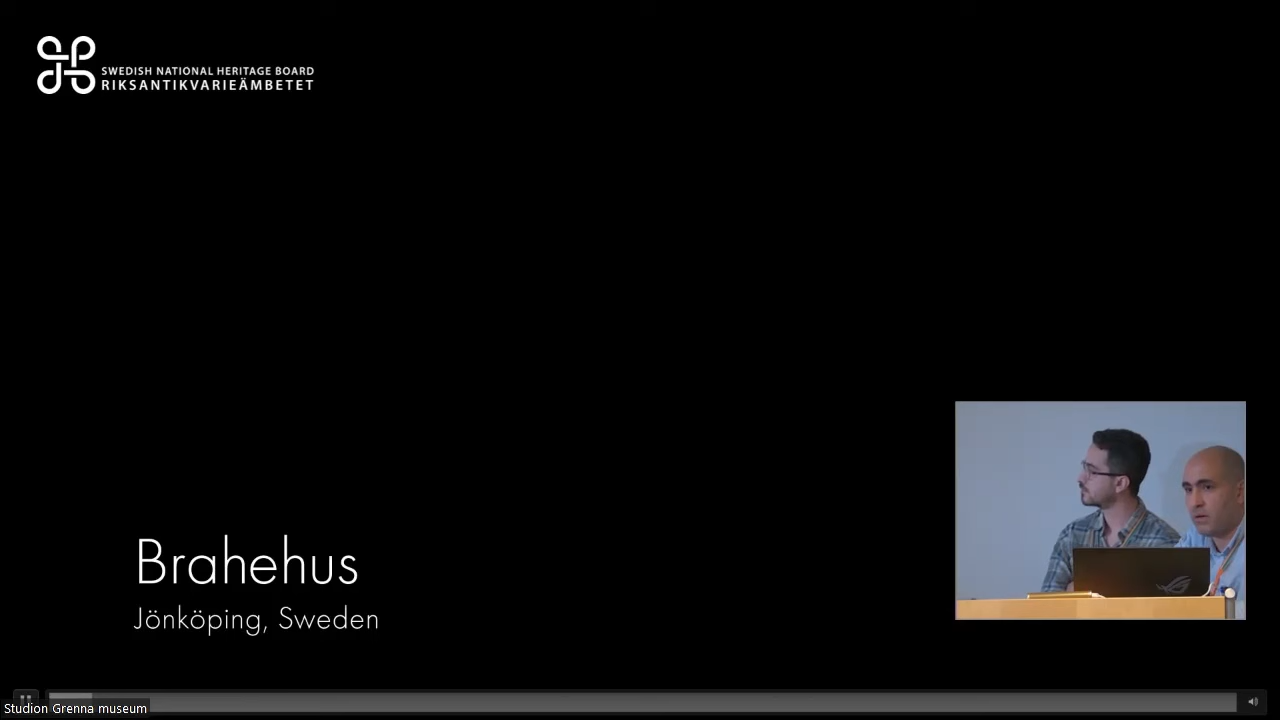 SWEDISH NATIONAL HERITAGE BOARD
RIKSANTIKVARIEÄMBETET
Brahehus
Jönköping, Sweden
Studion Grenna museum